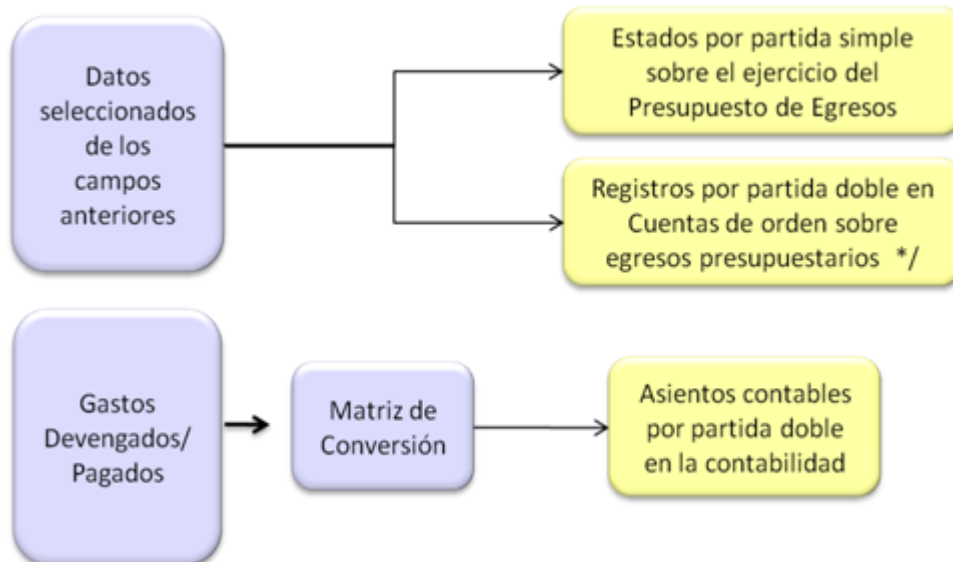 Datos
seleccionados
de los
campos
anteriores
Estados por partida simple
sobre el ejercicio del
Presupuesto de Egresos
Registros por partida doble en
Cuentas de orden sobre
egresos presupuestarios */
Gastos
Devengados/
Pagados
Matriz de
Conversión
Asientos contables
por partida doble
en la contabilidad